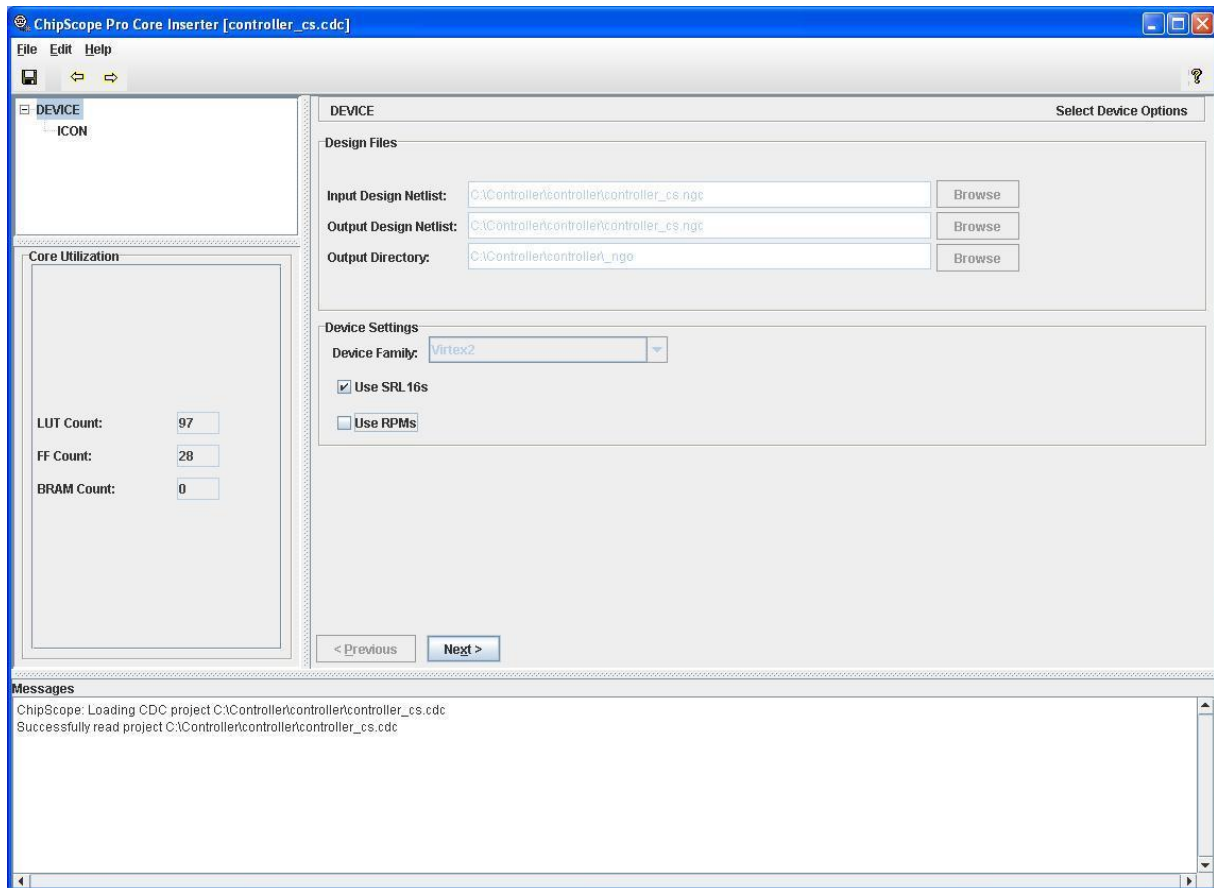 ChipScope Pro Core Inserter [controller_cs.cdc]
File Edit Help
DEVICE
ICON
DEVICE Select Device Options
Design Files
Input Design Netlist: C:\Controller\controller\controller_cs.ngc Browse
Output Design Netlist: C:\Controller\controller\controller_cs.ngc Browse
Output Directory: C:\Controller\controller\_ngo Browse
Core Utilization
LUT Count: 97
FF Count: 28
BRAM Count: 0
Device Settings
Device Family: Virtex2
Use SRL16s
Use RPMs
< Previous Next >
Messages
ChipScope: Loading CDC project C:\Controller\controller\controller_cs.cdc
Successfully read project C:\Controller\controller\controller_cs.cdc